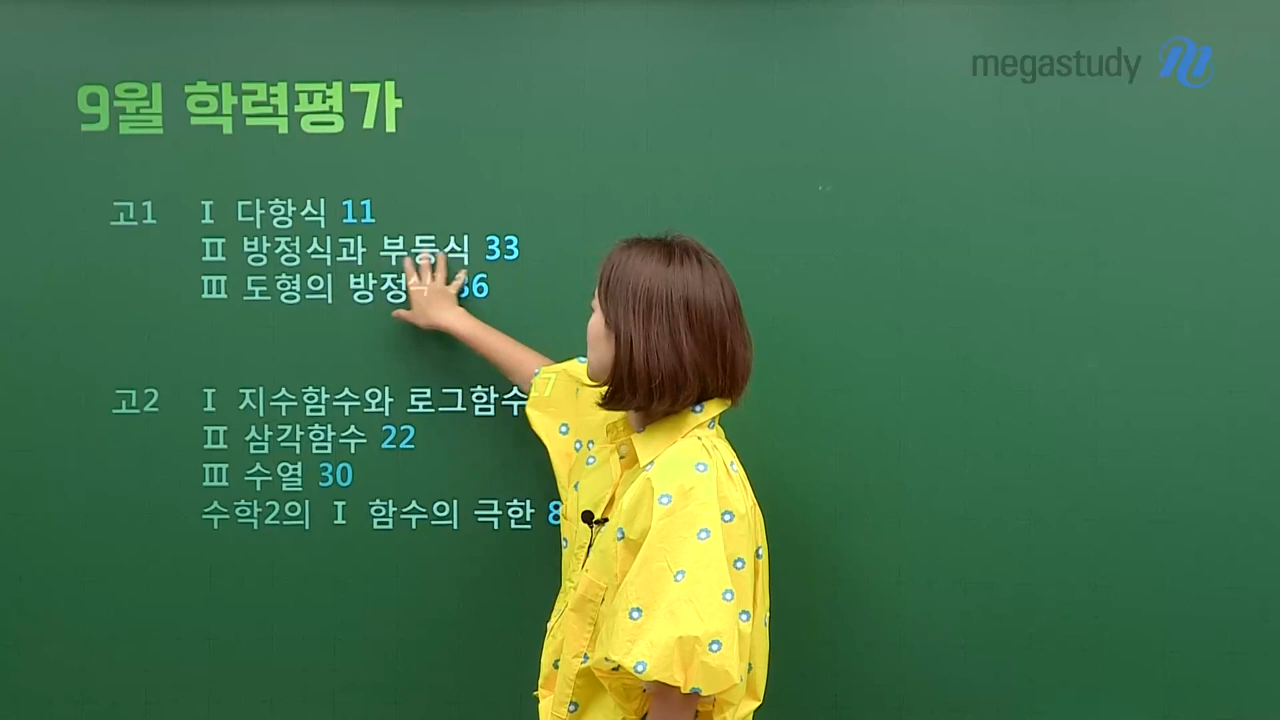 megastudy
9월 학력평가
고1 Ⅰ 다항식 11
Ⅱ 방정식과 부등식 33
Ⅲ 도형의 방정식
고2 Ⅰ 지수함수와 로그함수 17
Ⅱ 삼각함수 22
Ⅲ 수열 30
수학2의 Ⅰ 함수의 극한 8